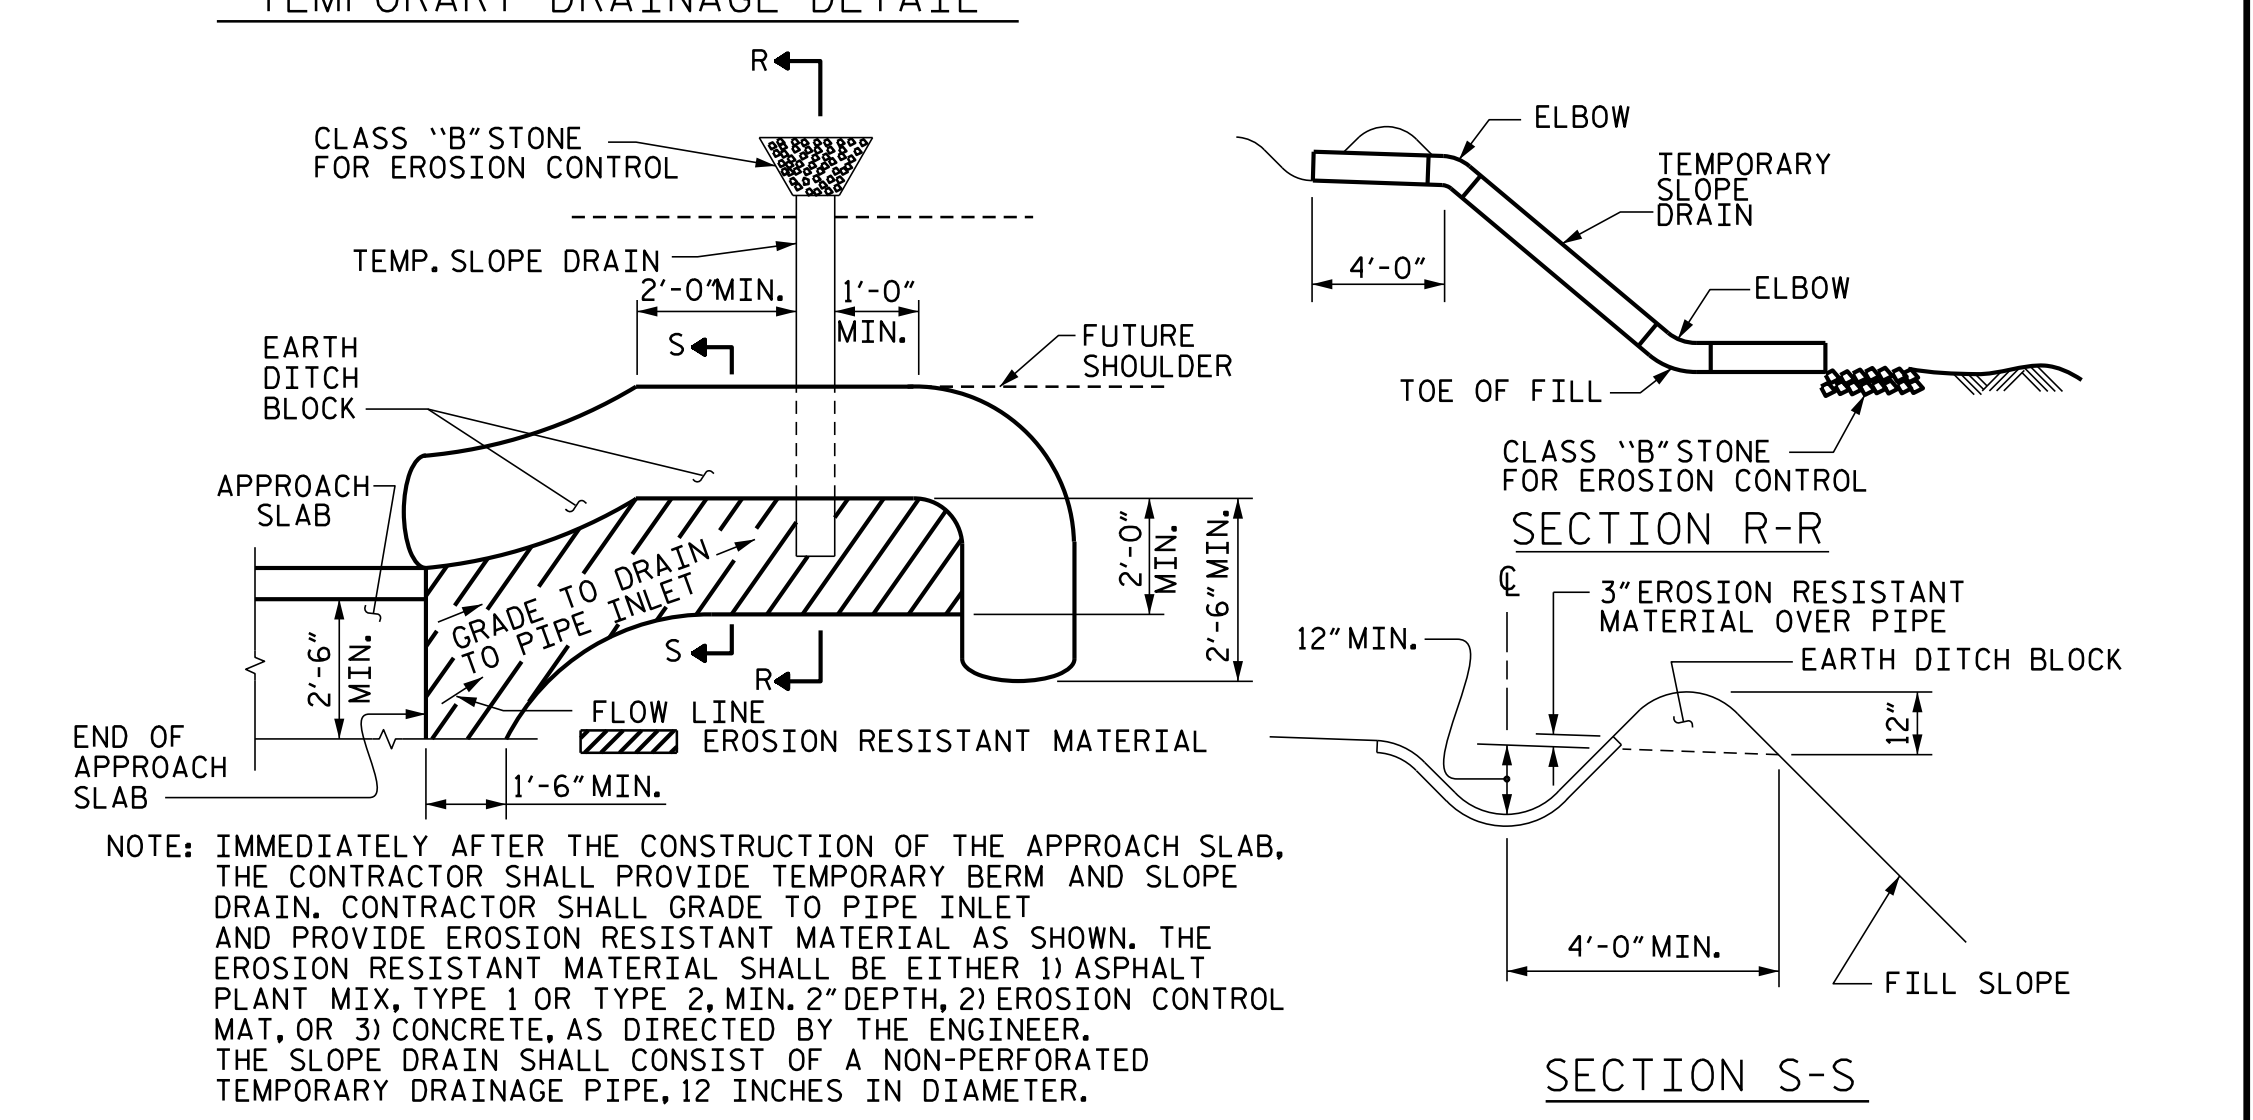 TEMPORARY DRAINAGE DETAIL
R
CLASS "B" STONE
FOR EROSION CONTROL
TEMP. SLOPE DRAIN
2'-0" MIN.
1'-0"
MIN.
S
EARTH
DITCH
BLOCK
FUTURE
SHOULDER
APPROACH
SLAB
GRADE TO DRAIN
TO PIPE INLET
2'-0"
MIN.
2'-6" MIN.
2'-6"
MIN.
S
R
FLOW LINE
EROSION RESISTANT MATERIAL
END OF
APPROACH
SLAB
1'-6" MIN.
ELBOW
TEMPORARY
SLOPE
DRAIN
4'-0"
ELBOW
TOE OF FILL
CLASS "B" STONE
FOR EROSION CONTROL
SECTION R-R
℄
3" EROSION RESISTANT
MATERIAL OVER PIPE
12" MIN.
EARTH DITCH BLOCK
12"
4'-0" MIN.
FILL SLOPE
SECTION S-S
NOTE: IMMEDIATELY AFTER THE CONSTRUCTION OF THE APPROACH SLAB,
THE CONTRACTOR SHALL PROVIDE TEMPORARY BERM AND SLOPE
DRAIN. CONTRACTOR SHALL GRADE TO PIPE INLET
AND PROVIDE EROSION RESISTANT MATERIAL AS SHOWN. THE
EROSION RESISTANT MATERIAL SHALL BE EITHER 1) ASPHALT
PLANT MIX, TYPE 1 OR TYPE 2, MIN. 2" DEPTH, 2) EROSION CONTROL
MAT, OR 3) CONCRETE, AS DIRECTED BY THE ENGINEER.
THE SLOPE DRAIN SHALL CONSIST OF A NON-PERFORATED
TEMPORARY DRAINAGE PIPE, 12 INCHES IN DIAMETER.